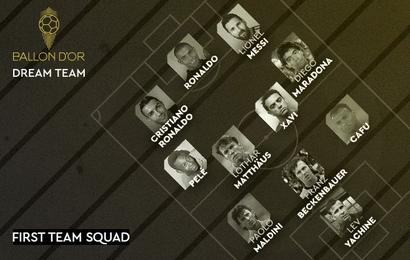 BALLON D'OR
DREAM TEAM
LIONEL
MESSI
RONALDO
DIEGO
MARADONA
CRISTIANO
RONALDO
XAVI
CAFU
PELÉ
LOTHAR
MATTHÄUS
FRANZ
BECKENBAUER
PAOLO
MALDINI
LEV
YACHINE
FIRST TEAM SQUAD